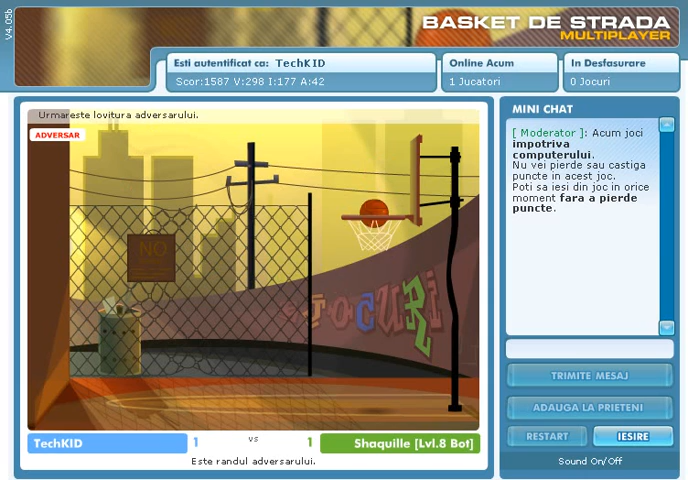 V4.05b
BASKET DE STRADA
MULTIPLAYER
Esti autentificat ca: TechKID
Scor:1587 V:298 I:177 A:42
Online Acum
1 Jucatori
In Desfasurare
0 Jocuri
Urmareste lovitura adversarului.
ADVERSAR
NO
JOCURI
TechKID
1
vs
1
Shaquille [Lvl.8 Bot]
Este randul adversarului.
MINI CHAT
[ Moderator ]: Acum joci
impotriva
computerului.
Nu vei pierde sau castiga
puncte in acest joc.
Poti sa iesi din joc in orice
moment fara a pierde
puncte.
TRIMITE MESAJ
ADAUGA LA PRIETENI
RESTART
IESIRE
Sound On/Off